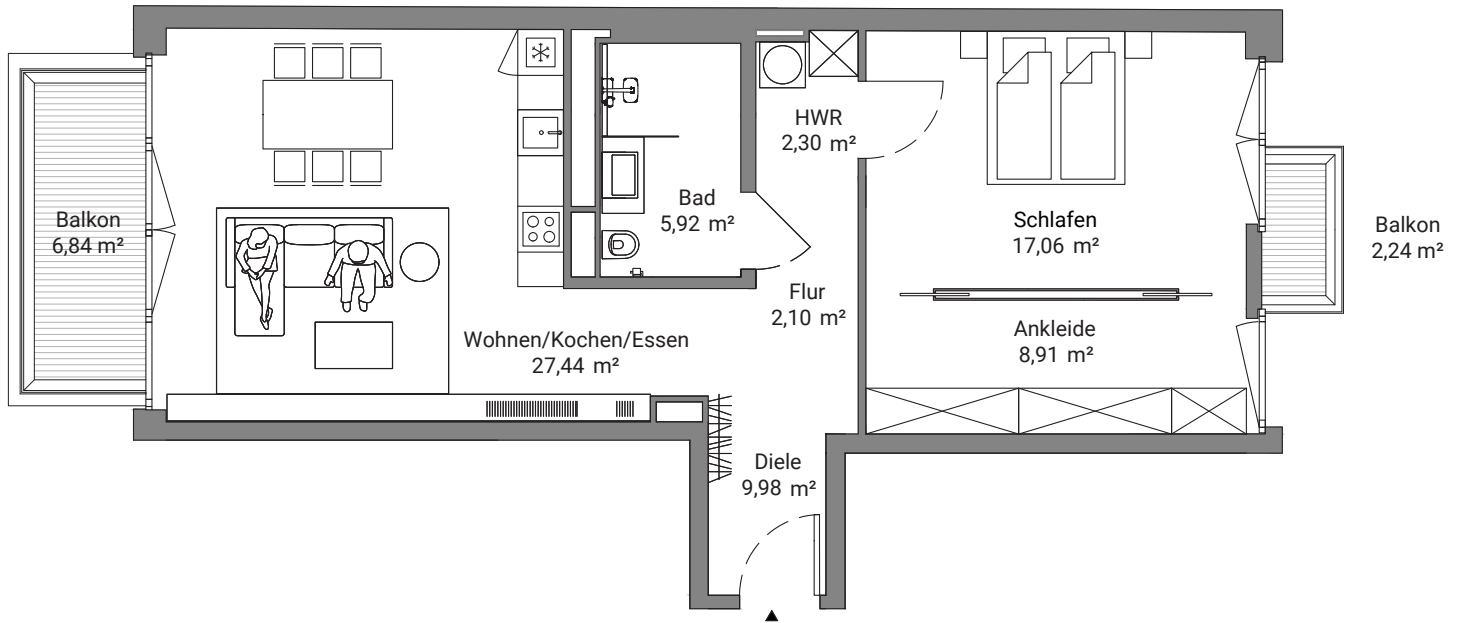 HWR
2,30 m²
Bad
5,92 m²
Balkon
6,84 m²
Schlafen
17,06 m²
Balkon
2,24 m²
Flur
2,10 m²
Wohnen/Kochen/Essen
27,44 m²
Ankleide
8,91 m²
Diele
9,98 m²